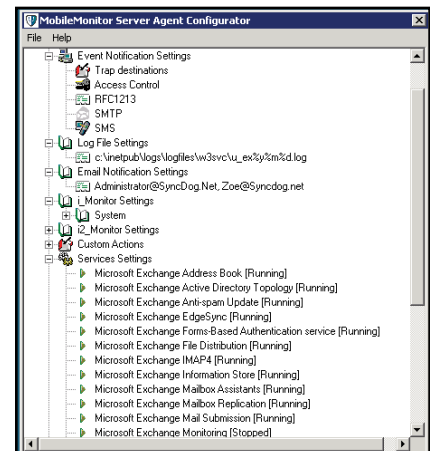 MobileMonitor Server Agent Configurator
File Help
Event Notification Settings
Trap destinations
Access Control
RFC1213
SMTP
SMS
Log File Settings
c:\inetpub\logs\logfiles\w3svc\u_ex%y%m%d.log
Email Notification Settings
Administrator@SyncDog.Net, Zoe@Syncdog.net
i_Monitor Settings
System
i2_Monitor Settings
Custom Actions
Services Settings
Microsoft Exchange Address Book [Running]
Microsoft Exchange Active Directory Topology [Running]
Microsoft Exchange Anti-spam Update [Running]
Microsoft Exchange EdgeSync [Running]
Microsoft Exchange Forms-Based Authentication service [Running]
Microsoft Exchange File Distribution [Running]
Microsoft Exchange IMAP4 [Running]
Microsoft Exchange Information Store [Running]
Microsoft Exchange Mailbox Assistants [Running]
Microsoft Exchange Mailbox Replication [Running]
Microsoft Exchange Mail Submission [Running]
Microsoft Exchange Monitoring [Stopped]